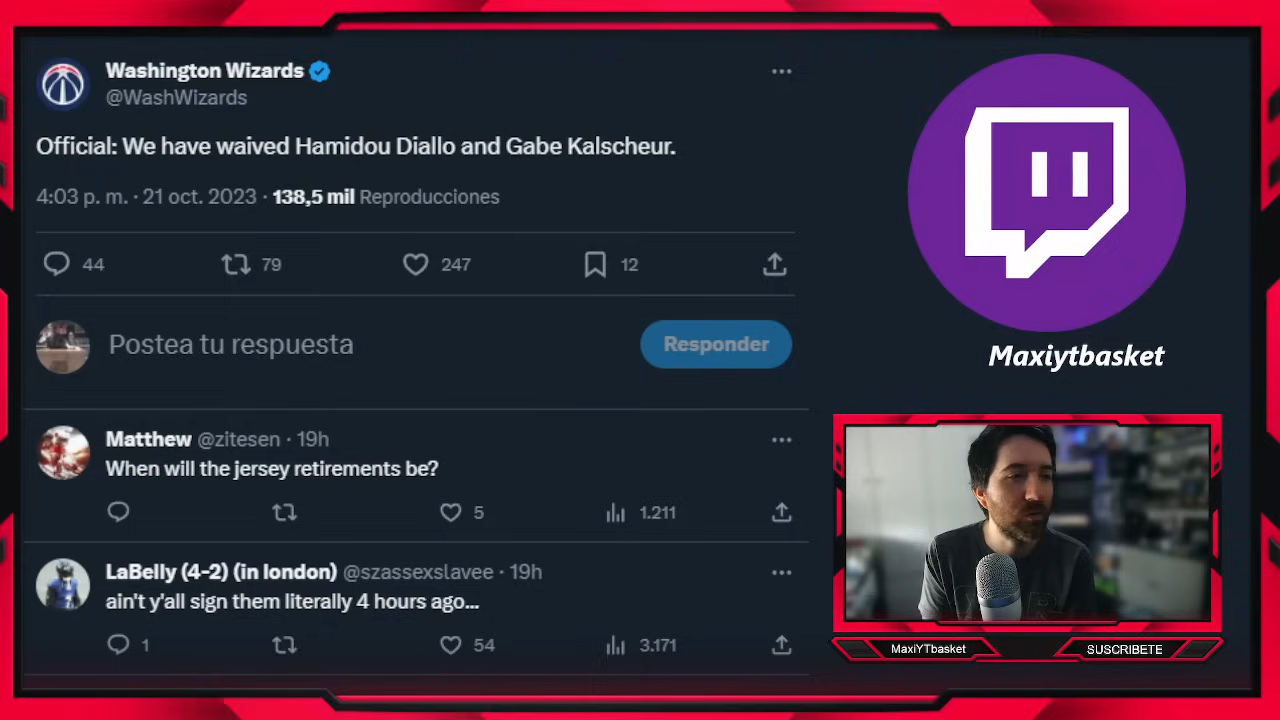 Washington Wizards
@WashWizards
Official: We have waived Hamidou Diallo and Gabe Kalscheur.
4:03 p. m. · 21 oct. 2023 · 138,5 mil Reproducciones
44 79 247 12
Postea tu respuesta
Responder
Matthew @zitesen · 19h
When will the jersey retirements be?
5 1.211
LaBelly (4-2) (in london) @szassexslavee · 19h
ain't y'all sign them literally 4 hours ago...
1 54 3.171
Maxiytbasket
MaxiYTbasket
SUSCRIBETE